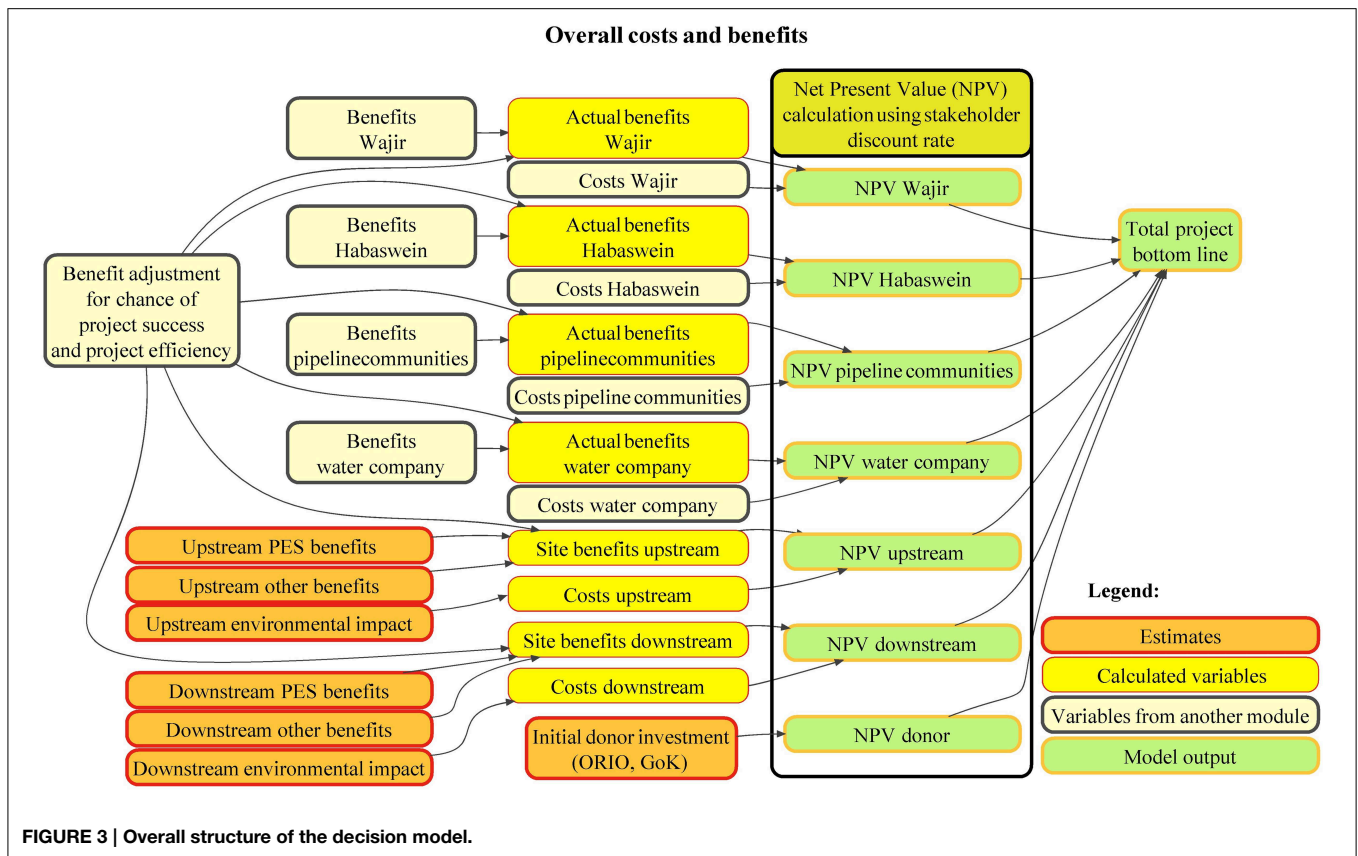 Overall costs and benefits
Benefits
Wajir
Actual benefits
Wajir
Costs Wajir
Net Present Value (NPV)
calculation using stakeholder
discount rate
NPV Wajir
Benefits
Habaswein
Actual benefits
Habaswein
Costs Habaswein
NPV Habaswein
Total project
bottom line
Benefit adjustment
for chance of
project success
and project efficiency
Benefits
pipelinecommunities
Actual benefits
pipelinecommunities
Costs pipeline communities
NPV pipeline communities
Benefits
water company
Actual benefits
water company
Costs water company
NPV water company
Upstream PES benefits
Upstream other benefits
Upstream environmental impact
Site benefits upstream
Costs upstream
NPV upstream
Downstream PES benefits
Downstream other benefits
Downstream environmental impact
Site benefits downstream
Costs downstream
NPV downstream
Initial donor investment
(ORIO, GoK)
NPV donor
Legend:
Estimates
Calculated variables
Variables from another module
Model output
FIGURE 3 | Overall structure of the decision model.